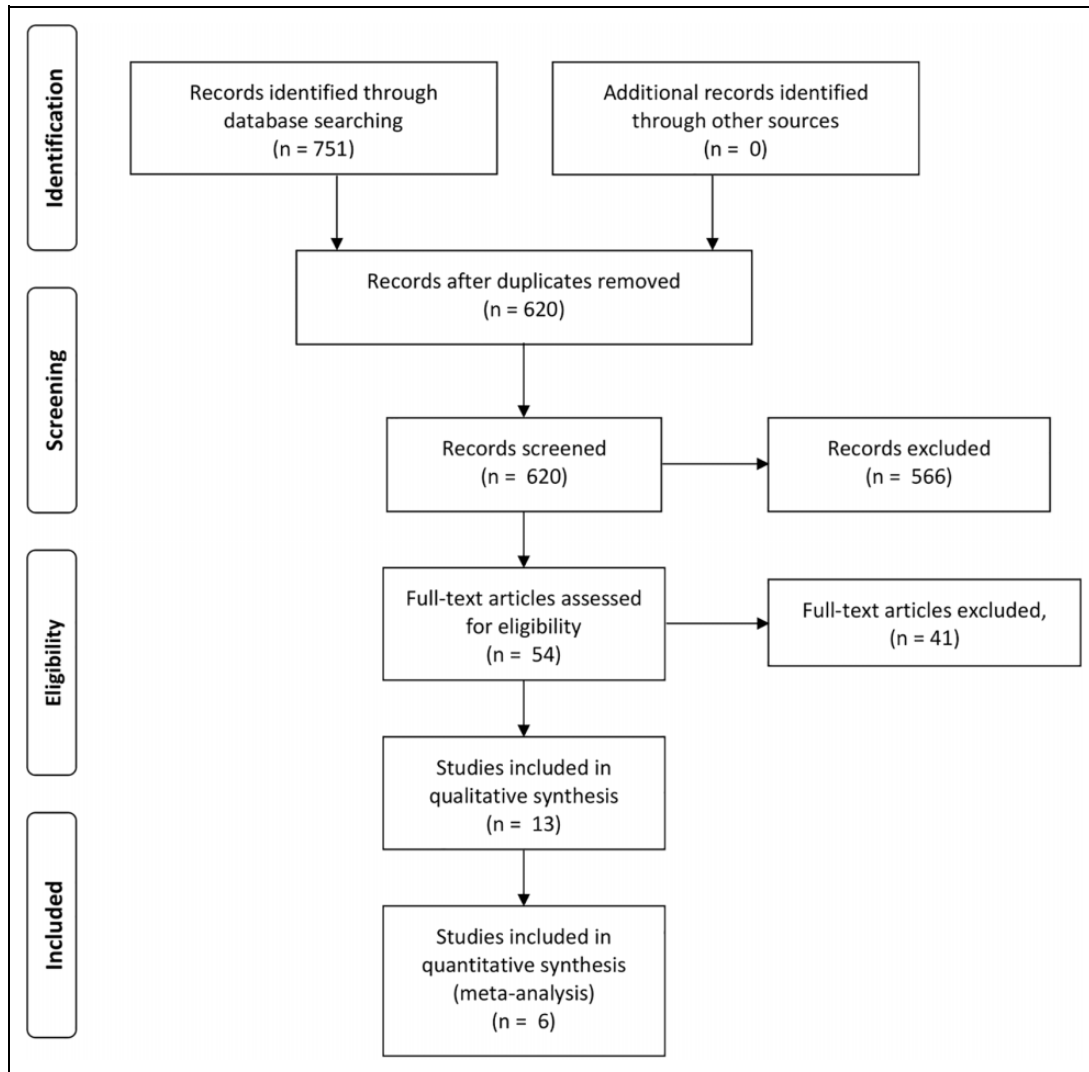 Identification
Records identified through
database searching
(n = 751)
Additional records identified
through other sources
(n = 0)
Records after duplicates removed
(n = 620)
Screening
Records screened
(n = 620)
Records excluded
(n = 566)
Eligibility
Full-text articles assessed
for eligibility
(n = 54)
Full-text articles excluded,
(n = 41)
Studies included in
qualitative synthesis
(n = 13)
Included
Studies included in
quantitative synthesis
(meta-analysis)
(n = 6)